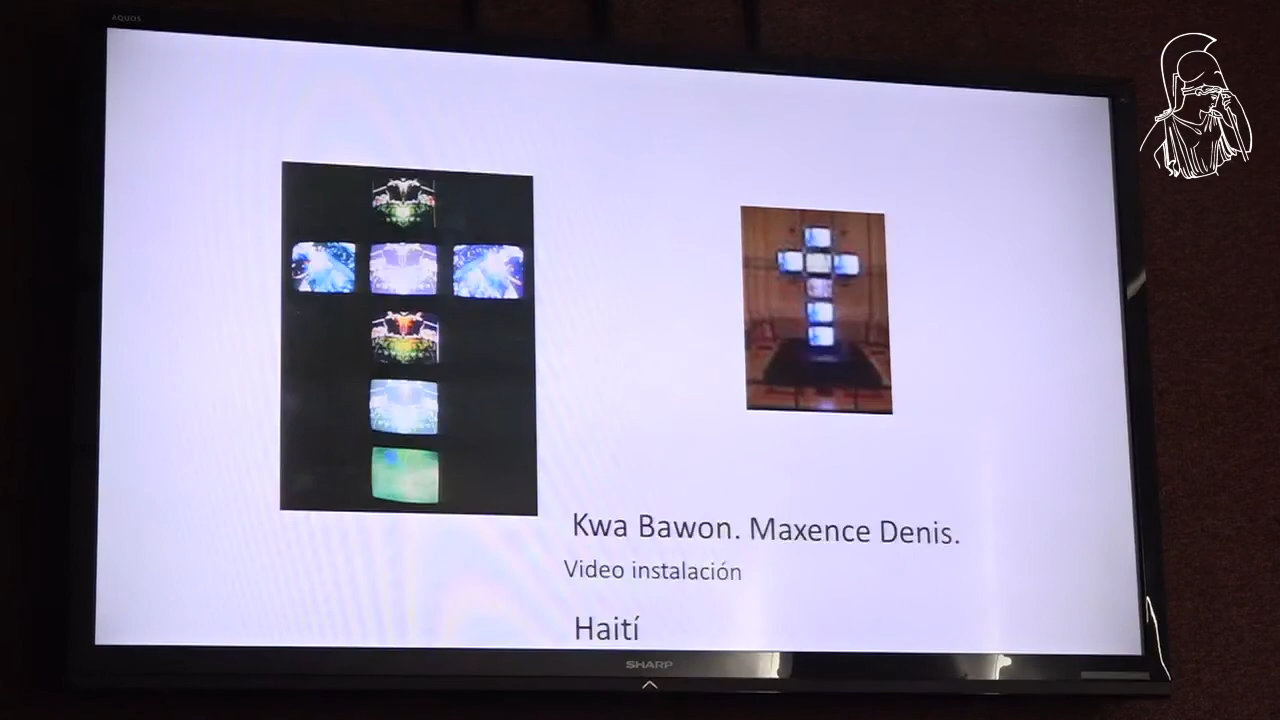 AQUOS
Kwa Bawon. Maxence Denis.
Video instalación
Haití
SHARP